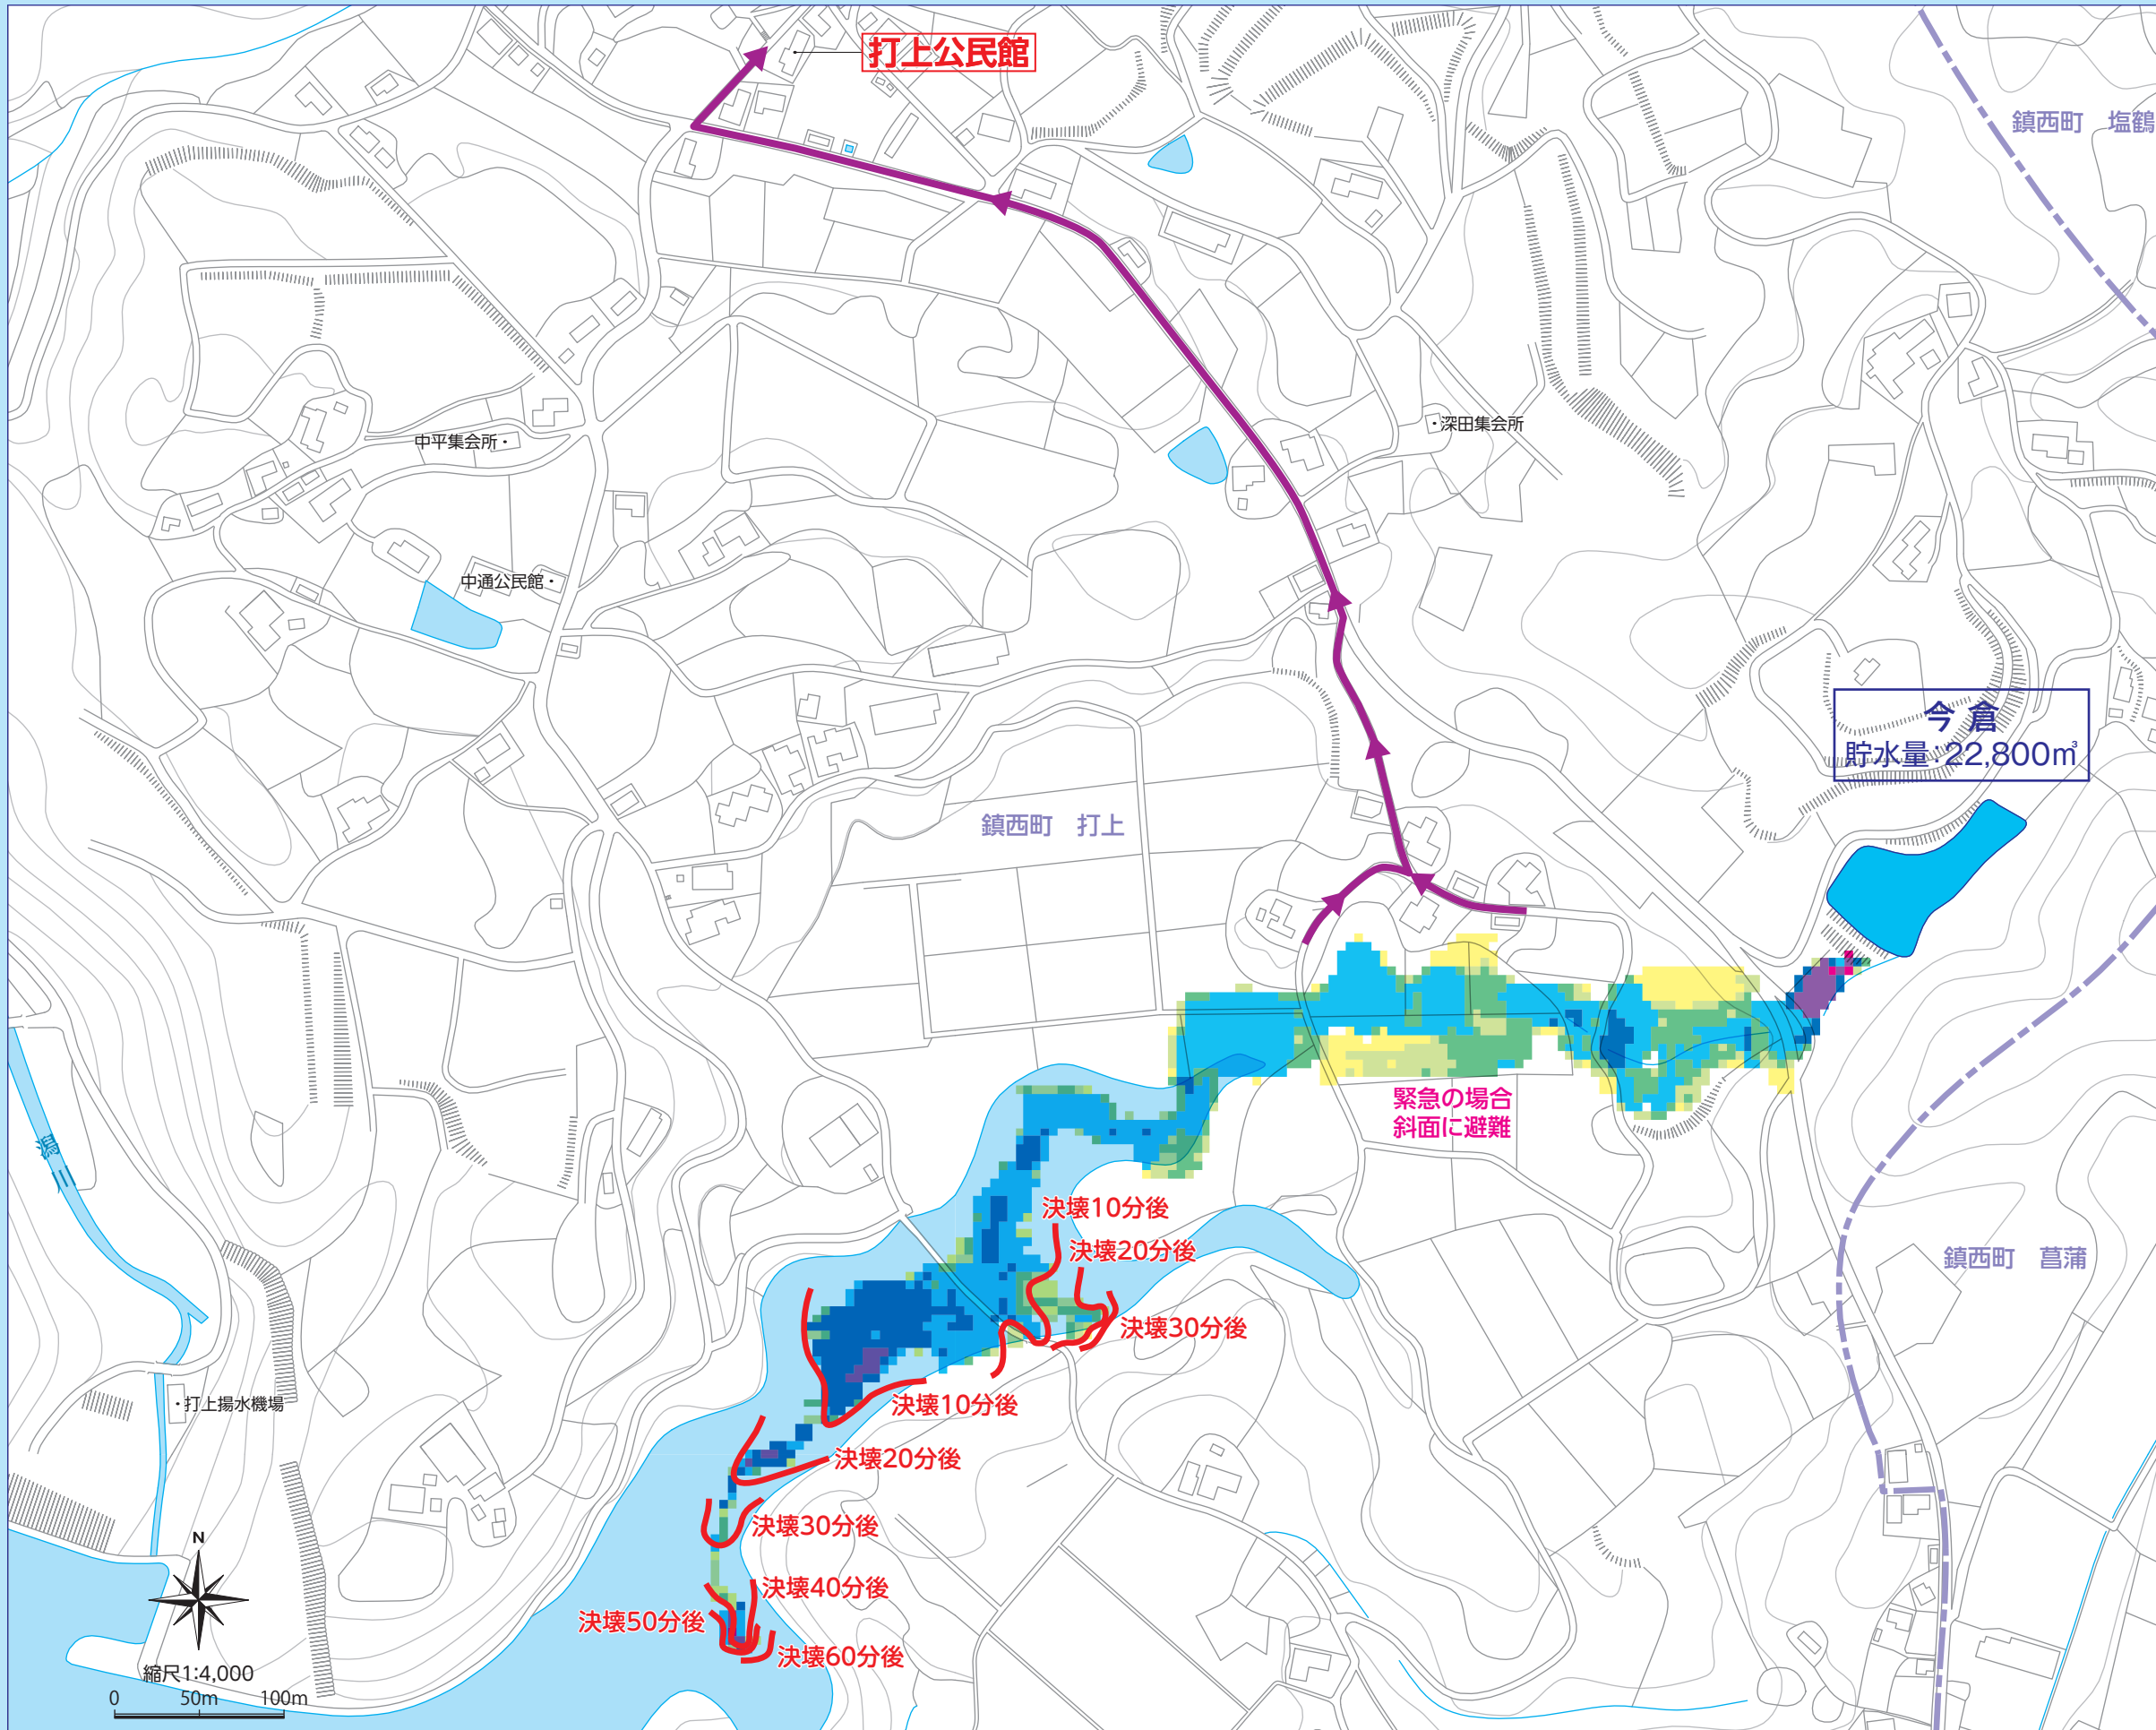 打上公民館
鎮西町　塩鶴
・深田集会所
中平集会所・
中通公民館・
今 倉
貯水量：22,800㎥
鎮西町　打上
緊急の場合
斜面に避難
潟川
決壊10分後
決壊20分後
鎮西町　菖蒲
決壊30分後
・打上揚水機場
決壊10分後
決壊20分後
決壊30分後
決壊40分後
決壊50分後
決壊60分後
N
縮尺1:4,000
0 50m 100m